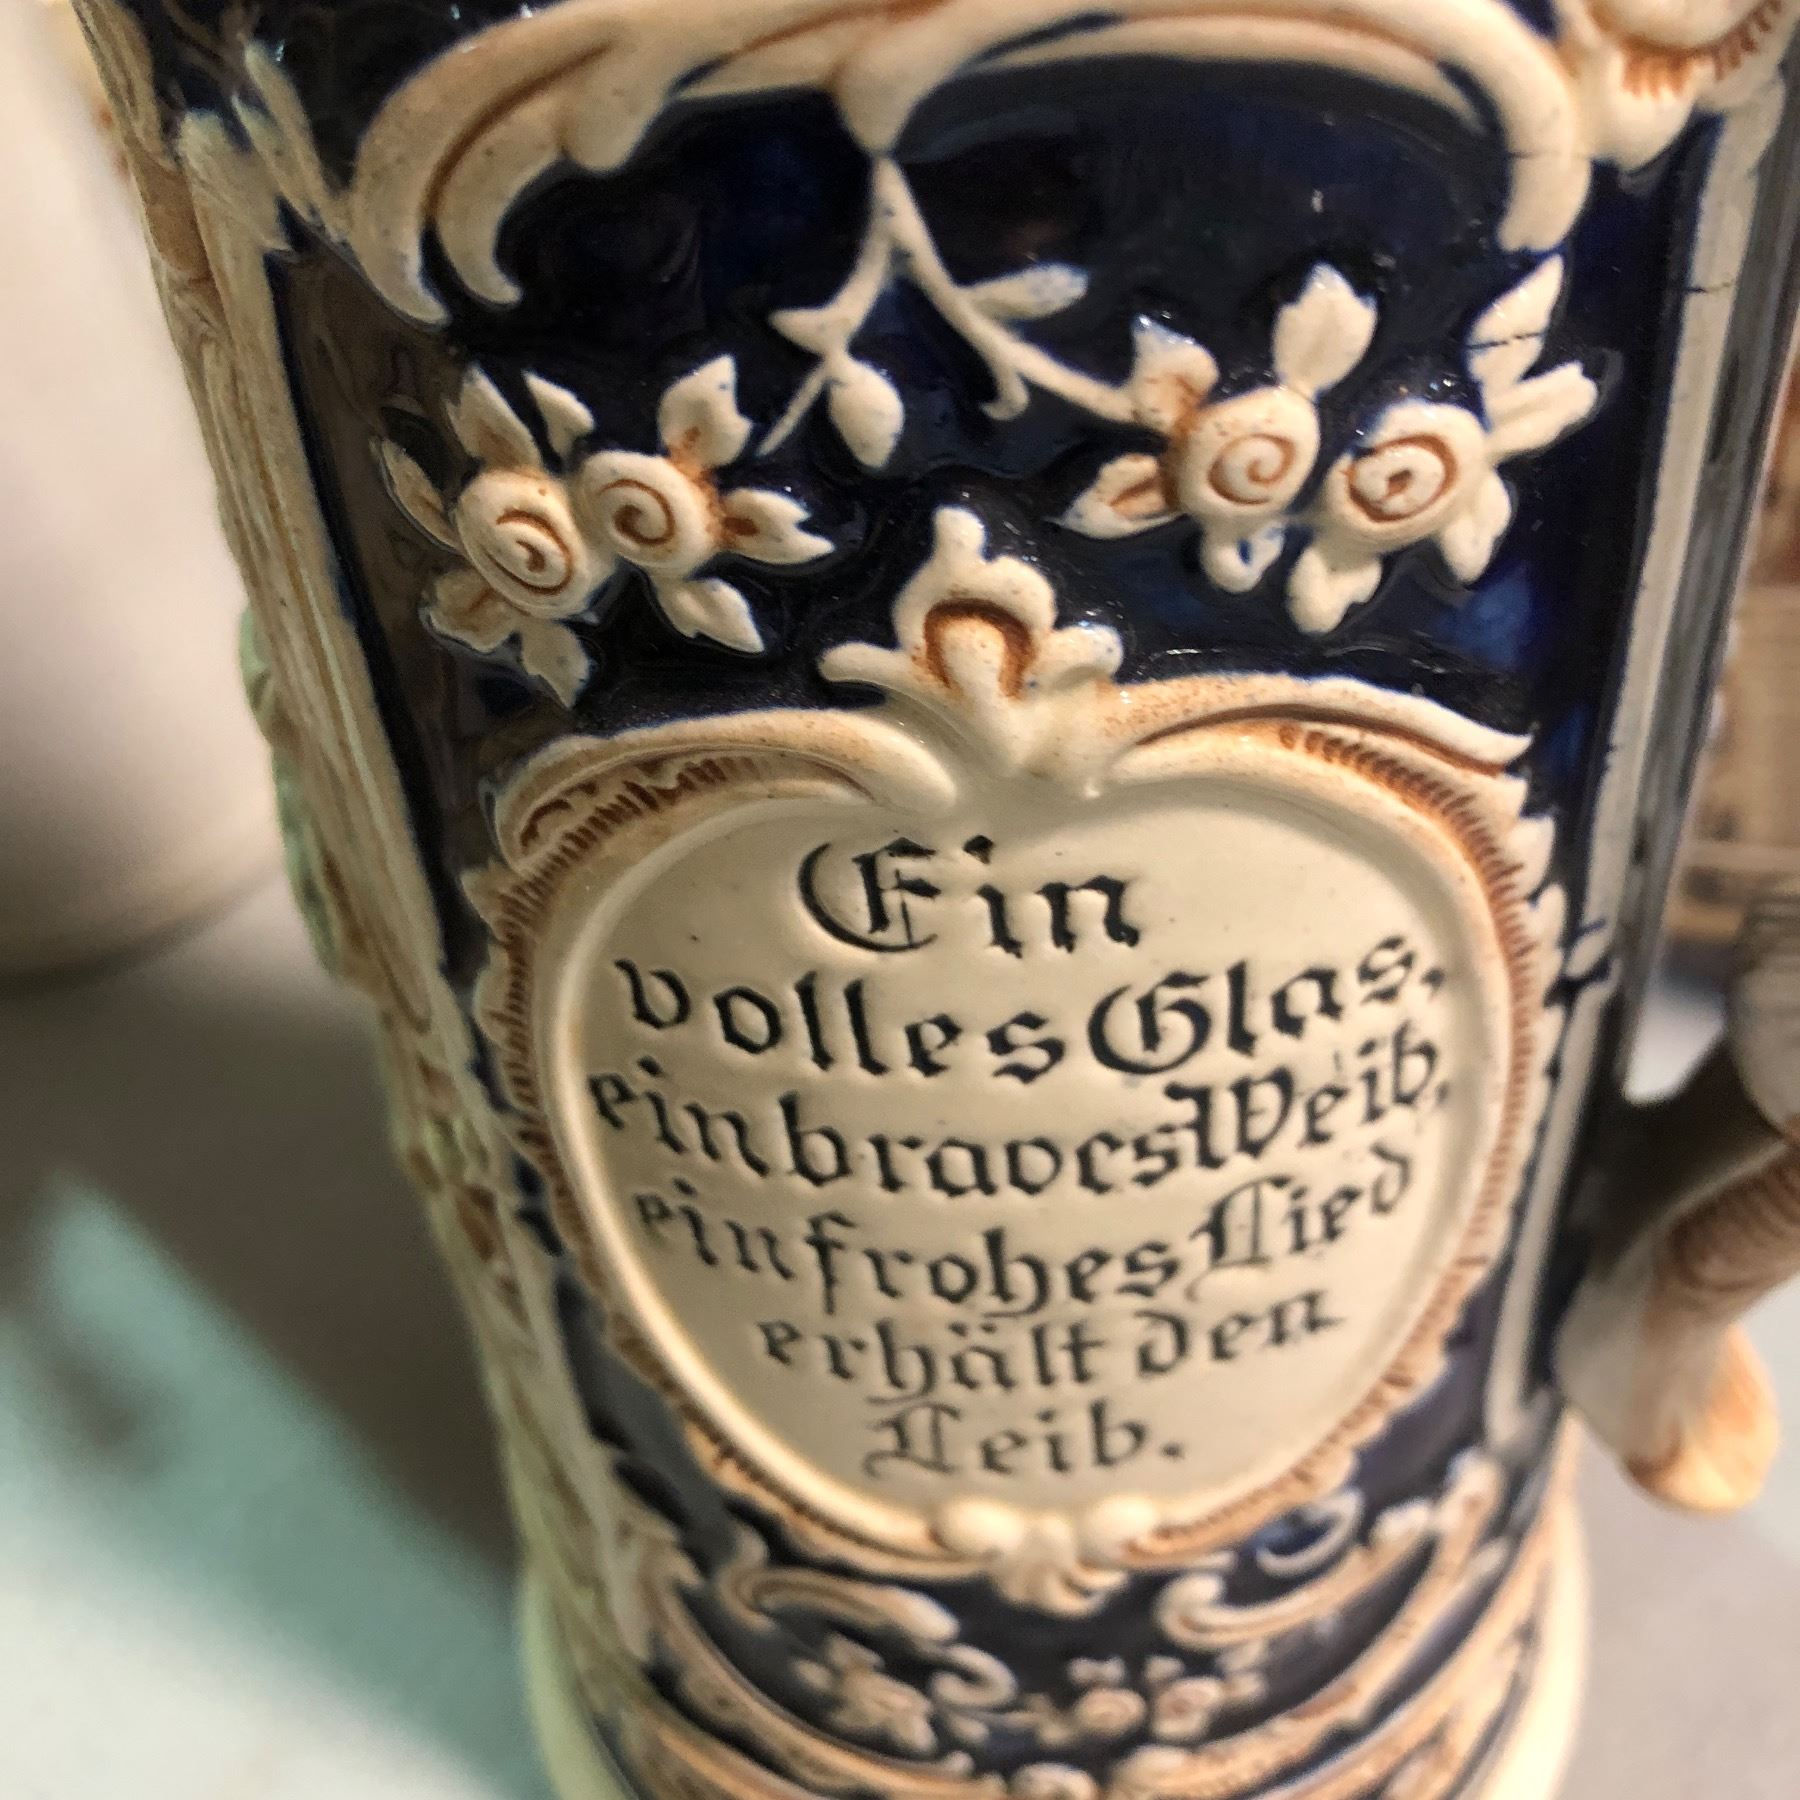 Ein
volles Glas,
ein braves Weib,
ein frohes Lied
erhält den
Leib.